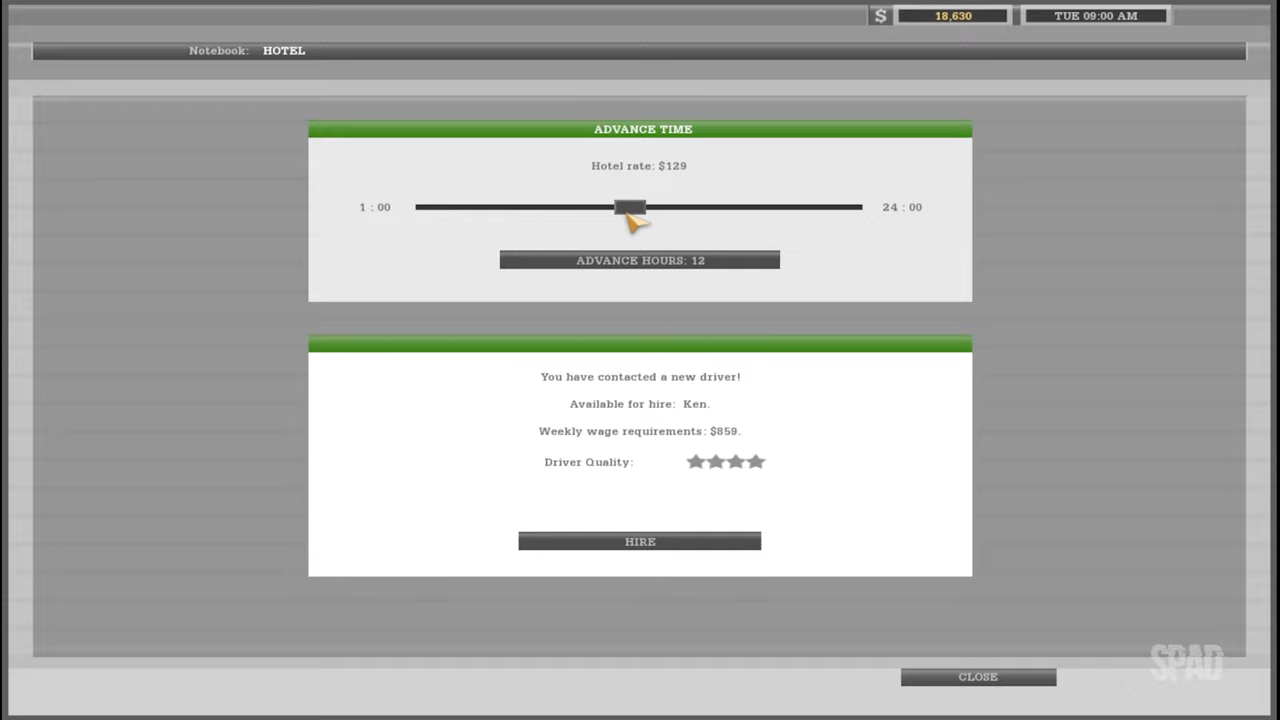 $ 18,630 TUE 09:00 AM
Notebook: HOTEL
ADVANCE TIME
Hotel rate: $129
1 : 00 24 : 00
ADVANCE HOURS: 12
You have contacted a new driver!
Available for hire: Ken.
Weekly wage requirements: $859.
Driver Quality:
HIRE
SPAD
CLOSE